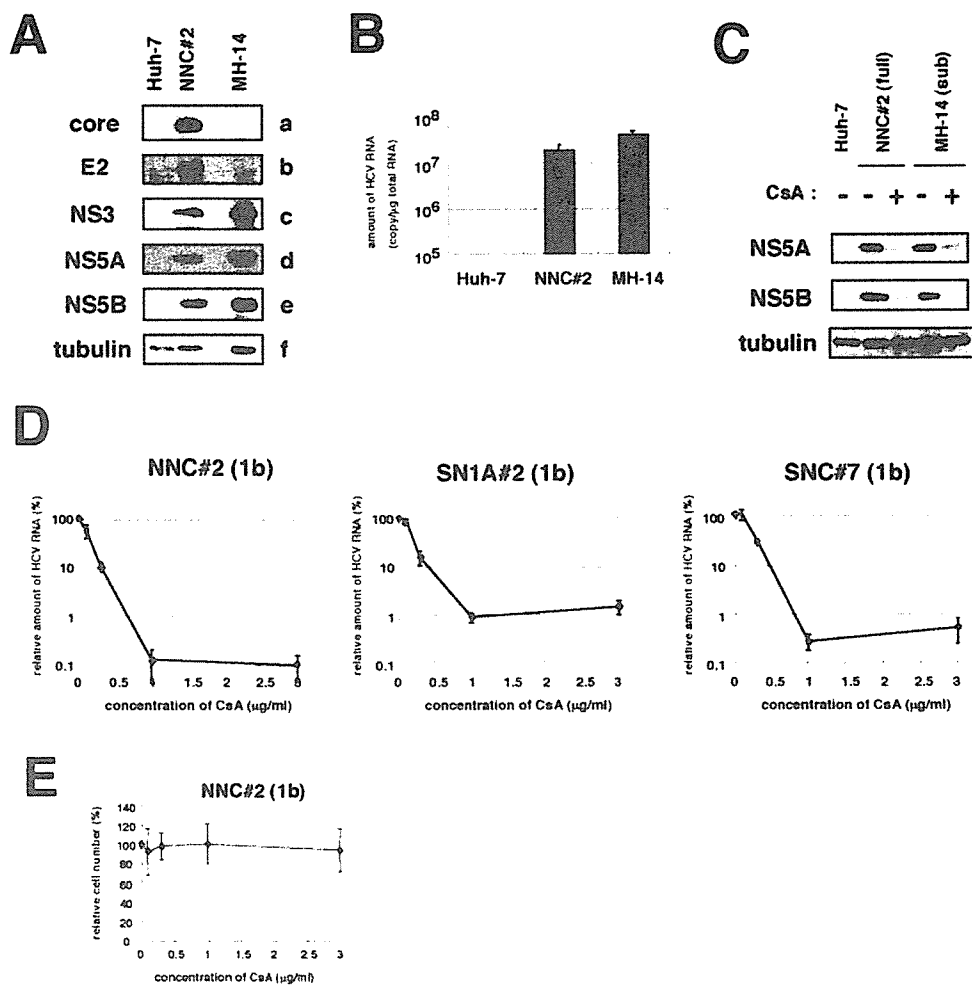 A
Huh-7
NNC#2
MH-14
core
a
E2
b
NS3
c
NS5A
d
NS5B
e
tubulin
f
B
amount of HCV RNA
(copy/µg total RNA)
10⁸
10⁷
10⁶
10⁵
Huh-7 NNC#2 MH-14
C
Huh-7
NNC#2 (full)
MH-14 (sub)
CsA : - - + - +
NS5A
NS5B
tubulin
D
NNC#2 (1b)
relative amount of HCV RNA (%)
100
10
1
0.1
0 0.5 1 1.5 2 2.5 3
concentration of CsA (µg/ml)
SN1A#2 (1b)
relative amount of HCV RNA (%)
100
10
1
0.1
0 0.5 1 1.5 2 2.5 3
concentration of CsA (µg/ml)
SNC#7 (1b)
relative amount of HCV RNA (%)
100
10
1
0.1
0 0.5 1 1.5 2 2.5 3
concentration of CsA (µg/ml)
E
NNC#2 (1b)
relative cell number (%)
140
120
100
80
60
40
20
0
0 0.5 1 1.5 2 2.5 3
concentration of CsA (µg/ml)